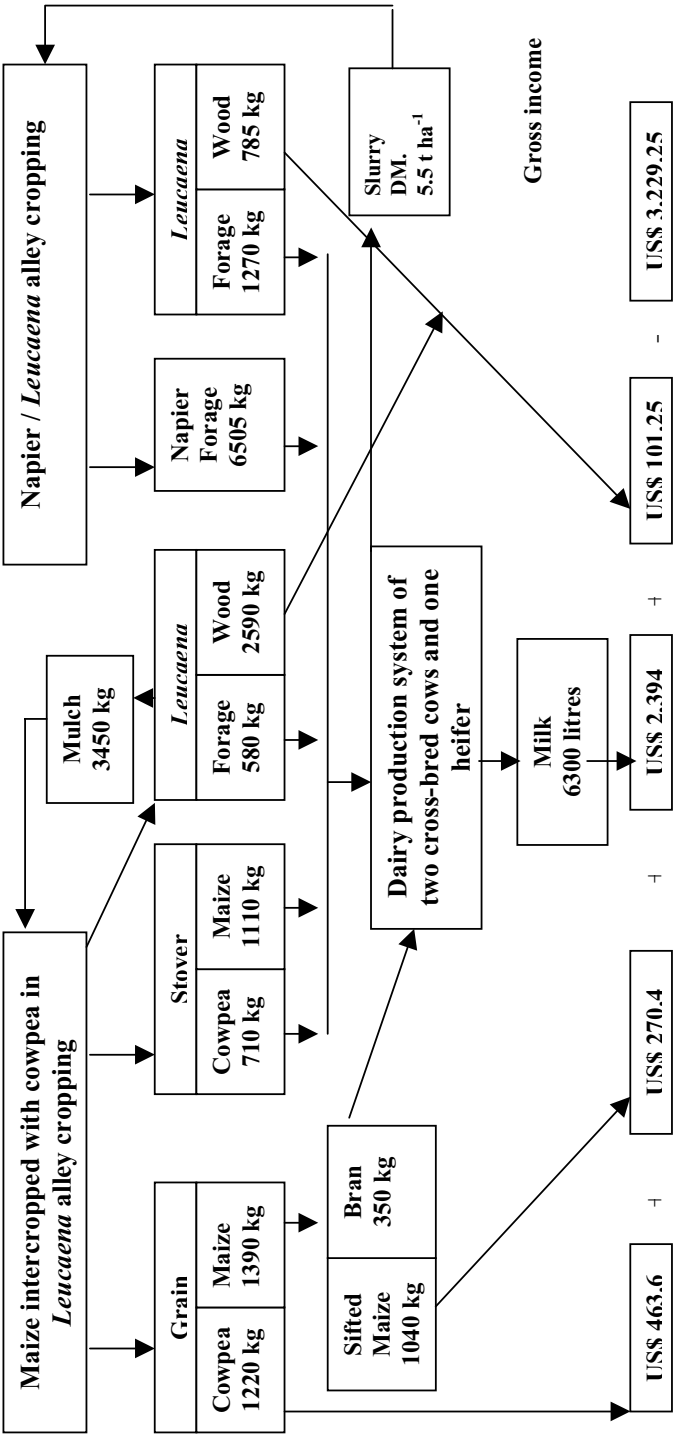 Maize intercropped with cowpea in
Leucaena alley cropping
Mulch
3450 kg
Napier / Leucaena alley cropping
Grain
Cowpea
1220 kg
Maize
1390 kg
Stover
Cowpea
710 kg
Maize
1110 kg
Leucaena
Forage
580 kg
Wood
2590 kg
Napier
Forage
6505 kg
Leucaena
Forage
1270 kg
Wood
785 kg
Sifted
Maize
1040 kg
Bran
350 kg
Dairy production system of
two cross-bred cows and one
heifer
Slurry
DM.
5.5 t ha⁻¹
Milk
6300 litres
Gross income
US$ 463.6
+
US$ 270.4
+
US$ 2.394
+
US$ 101.25
-
US$ 3.229.25